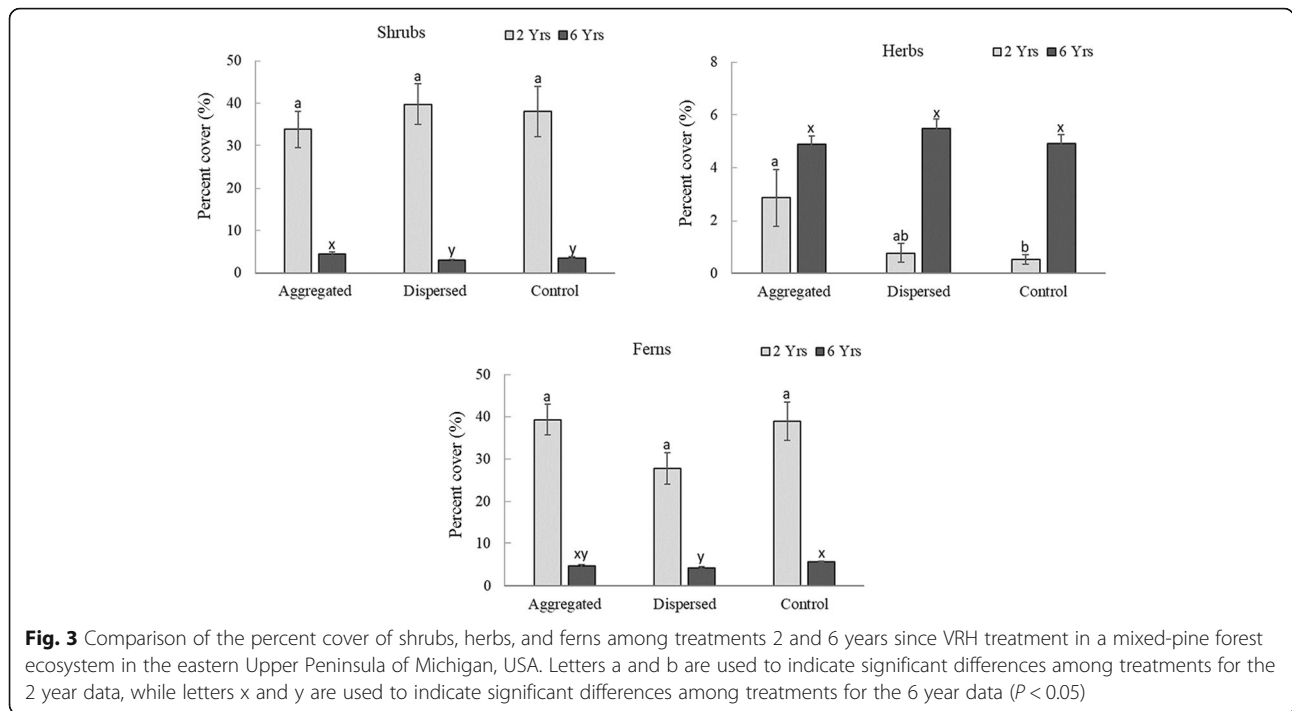 Shrubs
□2 Yrs ■6 Yrs
Percent cover (%)
50
40
30
20
10
0
a
x
a
y
a
y
Aggregated Dispersed Control
Herbs
□2 Yrs ■6 Yrs
Percent cover (%)
8
6
4
2
0
a
x
ab
x
b
x
Aggregated Dispersed Control
Ferns
□2 Yrs ■6 Yrs
Percent cover (%)
50
40
30
20
10
0
a
xy
a
y
a
x
Aggregated Dispersed Control
Fig. 3 Comparison of the percent cover of shrubs, herbs, and ferns among treatments 2 and 6 years since VRH treatment in a mixed-pine forest
ecosystem in the eastern Upper Peninsula of Michigan, USA. Letters a and b are used to indicate significant differences among treatments for the
2 year data, while letters x and y are used to indicate significant differences among treatments for the 6 year data (P < 0.05)